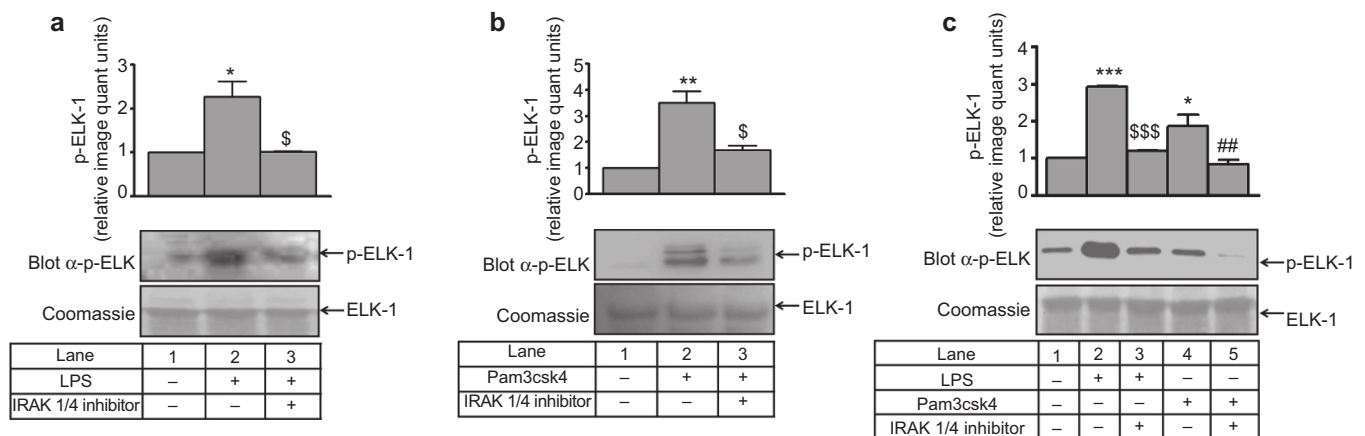 a
p-ELK-1
(relative image quant units)
3
2
1
0
*
$
Blot α-p-ELK
p-ELK-1
Coomassie
ELK-1
Lane 1 2 3
LPS – + +
IRAK 1/4 inhibitor – – +
b
p-ELK-1
(relative image quant units)
5
4
3
2
1
0
**
$
Blot α-p-ELK
p-ELK-1
Coomassie
ELK-1
Lane 1 2 3
Pam3csk4 – + +
IRAK 1/4 inhibitor – – +
c
p-ELK-1
(relative image quant units)
4
3
2
1
0
***
$$$
*
##
Blot α-p-ELK
p-ELK-1
Coomassie
ELK-1
Lane 1 2 3 4 5
LPS – + + – –
Pam3csk4 – – – + +
IRAK 1/4 inhibitor – – + – +